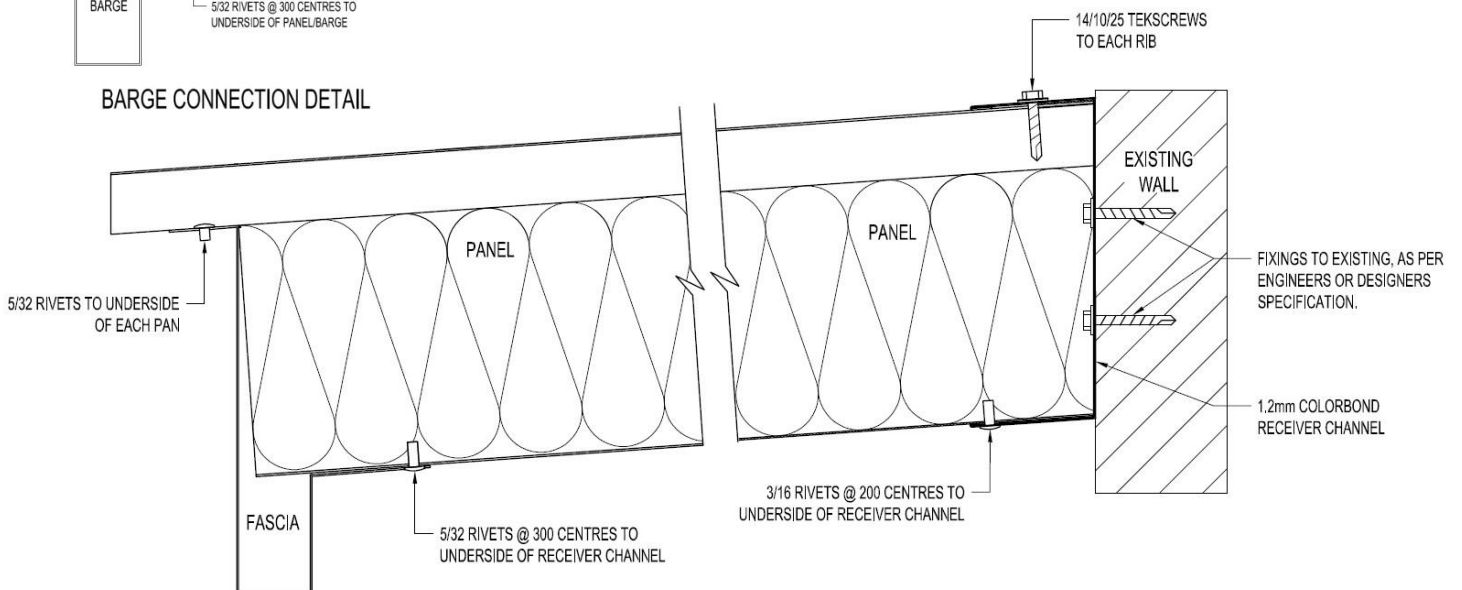 BARGE
5/32 RIVETS @ 300 CENTRES TO
UNDERSIDE OF PANEL/BARGE
BARGE CONNECTION DETAIL
14/10/25 TEKSCREWS
TO EACH RIB
EXISTING
WALL
PANEL
PANEL
FIXINGS TO EXISTING, AS PER
ENGINEERS OR DESIGNERS
SPECIFICATION.
5/32 RIVETS TO UNDERSIDE
OF EACH PAN
1.2mm COLORBOND
RECEIVER CHANNEL
3/16 RIVETS @ 200 CENTRES TO
UNDERSIDE OF RECEIVER CHANNEL
FASCIA
5/32 RIVETS @ 300 CENTRES TO
UNDERSIDE OF RECEIVER CHANNEL